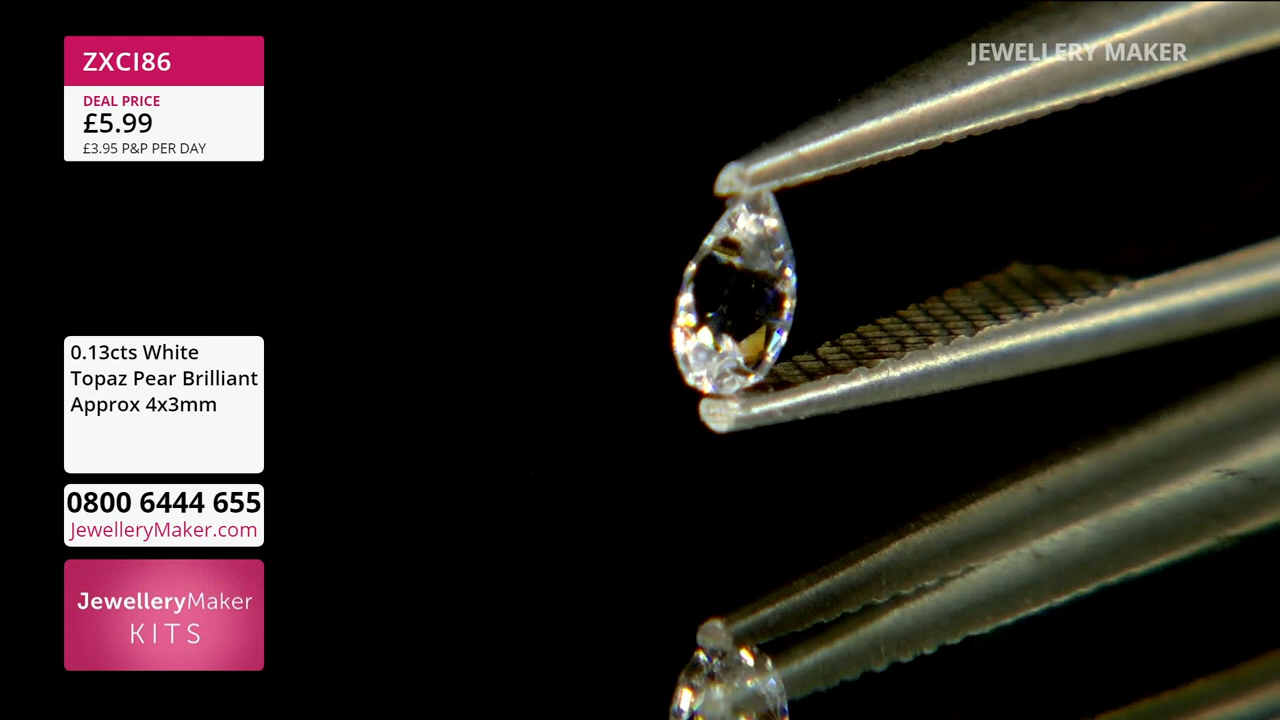 ZXCI86
DEAL PRICE
£5.99
£3.95 P&P PER DAY
JEWELLERY MAKER
0.13cts White
Topaz Pear Brilliant
Approx 4x3mm
0800 6444 655
JewelleryMaker.com
JewelleryMaker
KITS